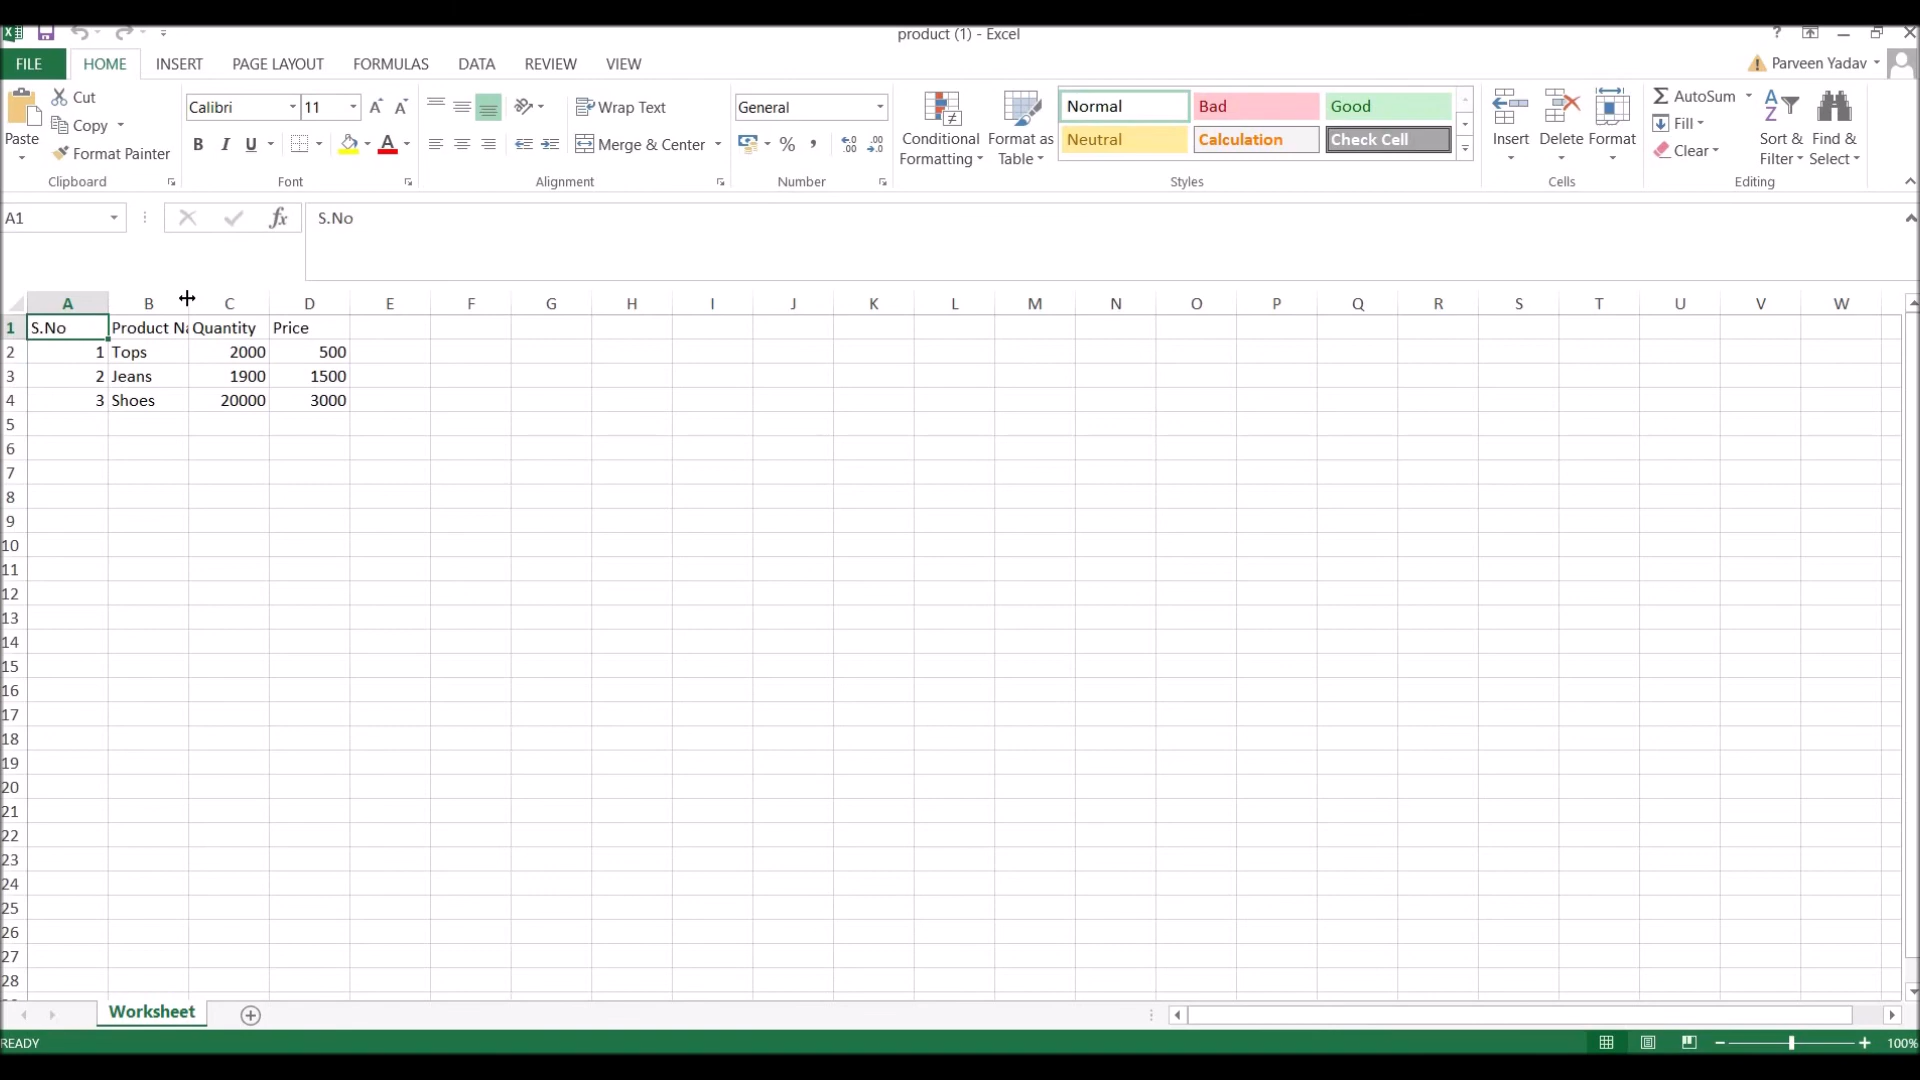 product (1) - Excel
FILE HOME INSERT PAGE LAYOUT FORMULAS DATA REVIEW VIEW Parveen Yadav
Paste Cut Copy Format Painter Clipboard
Calibri 11 B I U Font
Wrap Text Merge & Center Alignment
General % , Number
Conditional Formatting Format as Table
Normal Bad Good
Neutral Calculation Check Cell
Styles
Insert Delete Format Cells
AutoSum Fill Clear Sort & Filter Find & Select Editing
A1 fx S.No
A B C D E F G H I J K L M N O P Q R S T U V W
1 S.No Product Na Quantity Price
2 1 Tops 2000 500
3 2 Jeans 1900 1500
4 3 Shoes 20000 3000
5
6
7
8
9
10
11
12
13
14
15
16
17
18
19
20
21
22
23
24
25
26
27
28
Worksheet
READY 100%